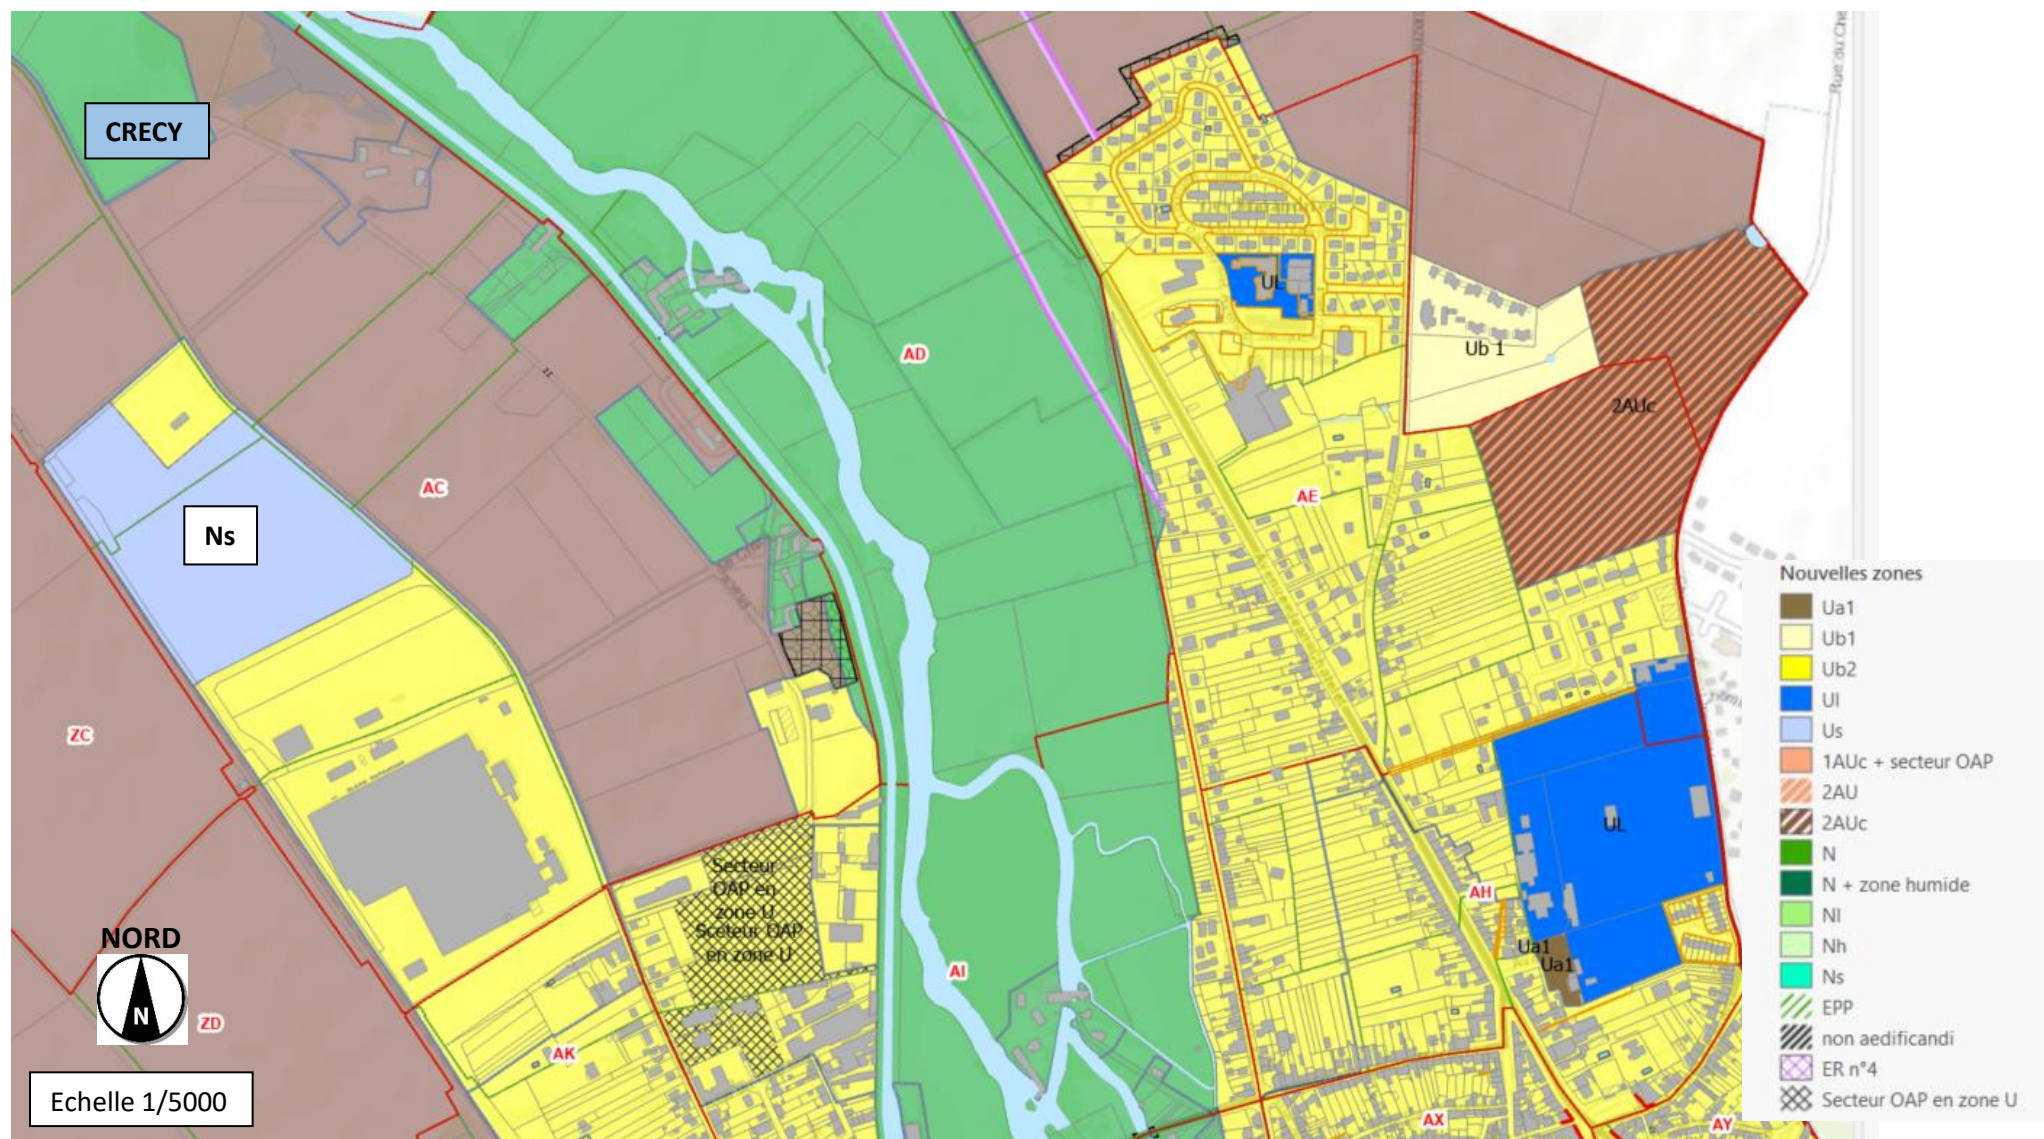 Rue du Cha
CRECY
UL
AD
Ub 1
2AUc
AC
AE
Ns
ZC
Secteur
OAP en
zone U
Secteur OAP
en zone U
UL
AH
Ua1
Ua1
NORD
N
AI
ZD
AK
Echelle 1/5000
AX
AY
Nouvelles zones
Ua1
Ub1
Ub2
Ul
Us
1AUc + secteur OAP
2AU
2AUc
N
N + zone humide
Nl
Nh
Ns
EPP
non aedificandi
ER n°4
Secteur OAP en zone U